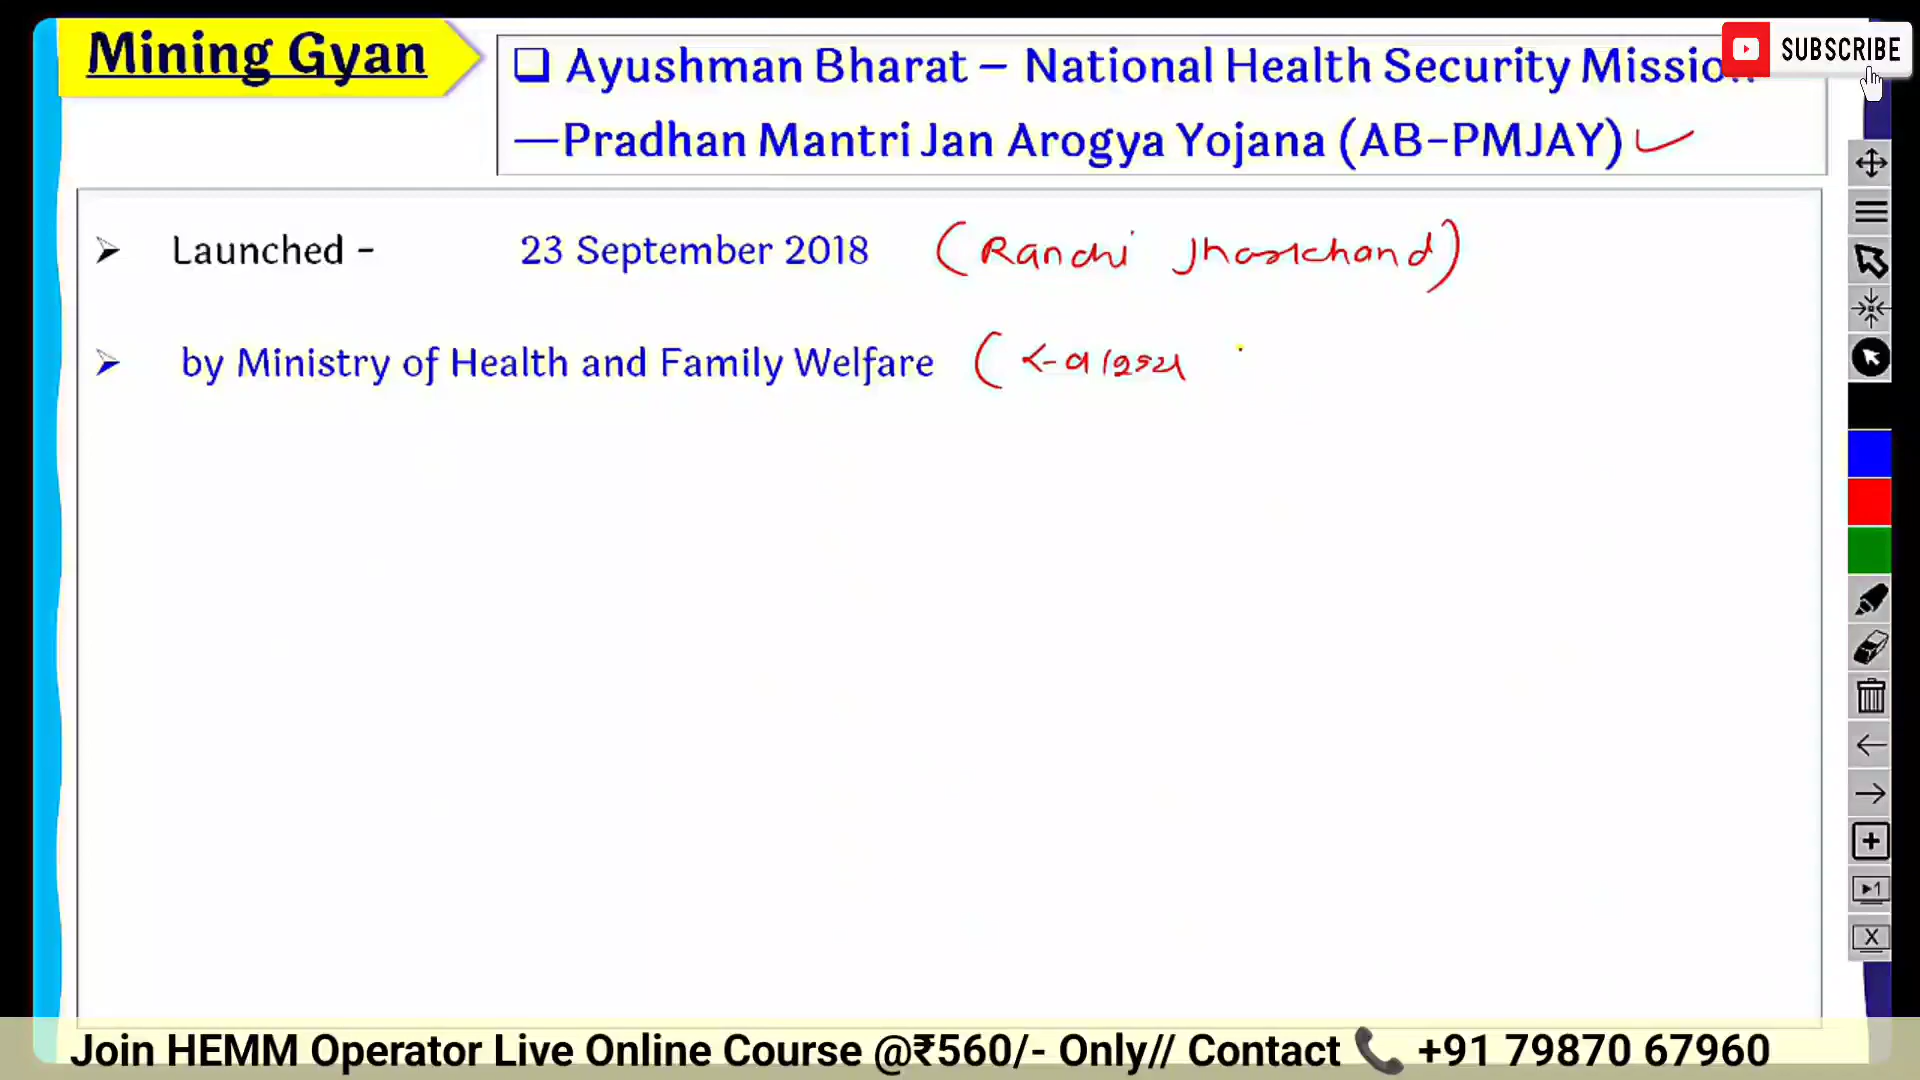 Mining Gyan
SUBSCRIBE
❑ Ayushman Bharat – National Health Security Mission
—Pradhan Mantri Jan Arogya Yojana (AB-PMJAY)
➢ Launched - 23 September 2018 (Ranchi Jharkhand)
➢ by Ministry of Health and Family Welfare (
Join HEMM Operator Live Online Course @₹560/- Only// Contact 📞 +91 79870 67960